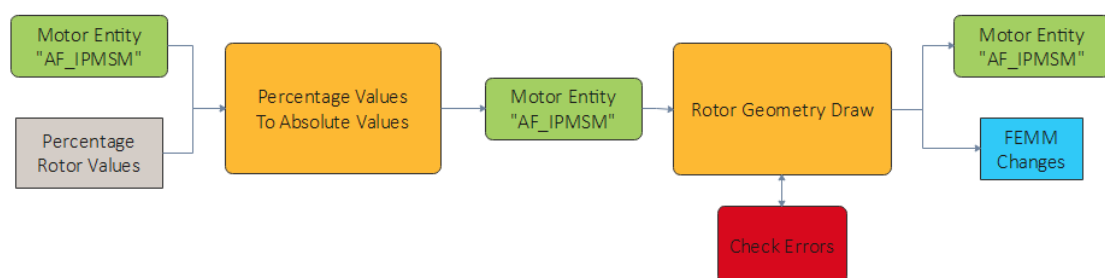 Motor Entity
"AF_IPMSM"
Percentage
Rotor Values
Percentage Values
To Absolute Values
Motor Entity
"AF_IPMSM"
Rotor Geometry Draw
Check Errors
Motor Entity
"AF_IPMSM"
FEMM
Changes